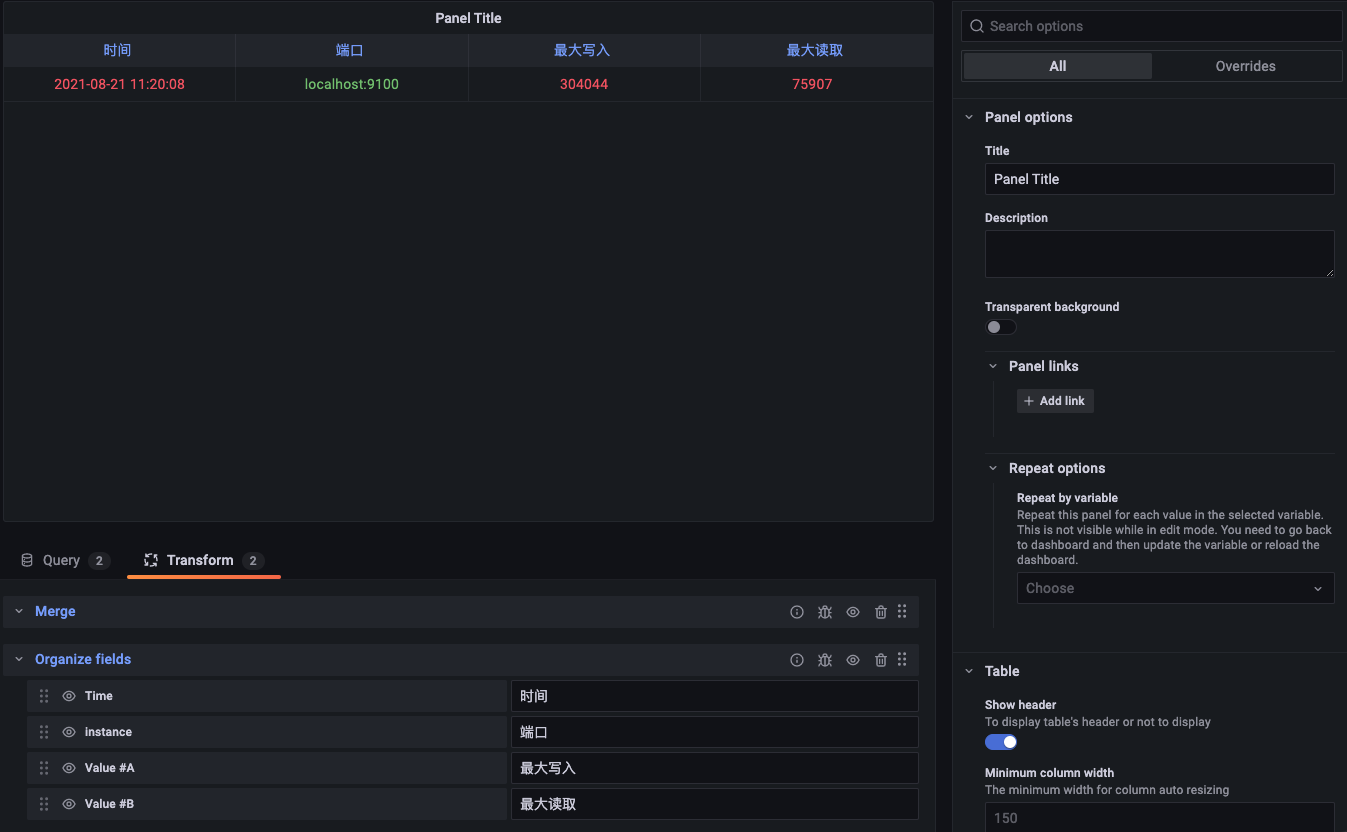 Panel Title
时间 端口 最大写入 最大读取
2021-08-21 11:20:08 localhost:9100 304044 75907
Query 2 Transform 2
Merge
Organize fields
Time 时间
instance 端口
Value #A 最大写入
Value #B 最大读取
Search options
All Overrides
Panel options
Title
Panel Title
Description
Transparent background
Panel links
+ Add link
Repeat options
Repeat by variable
Repeat this panel for each value in the selected variable.
This is not visible while in edit mode. You need to go back
to dashboard and then update the variable or reload the
dashboard.
Choose
Table
Show header
To display table's header or not to display
Minimum column width
The minimum width for column auto resizing
150